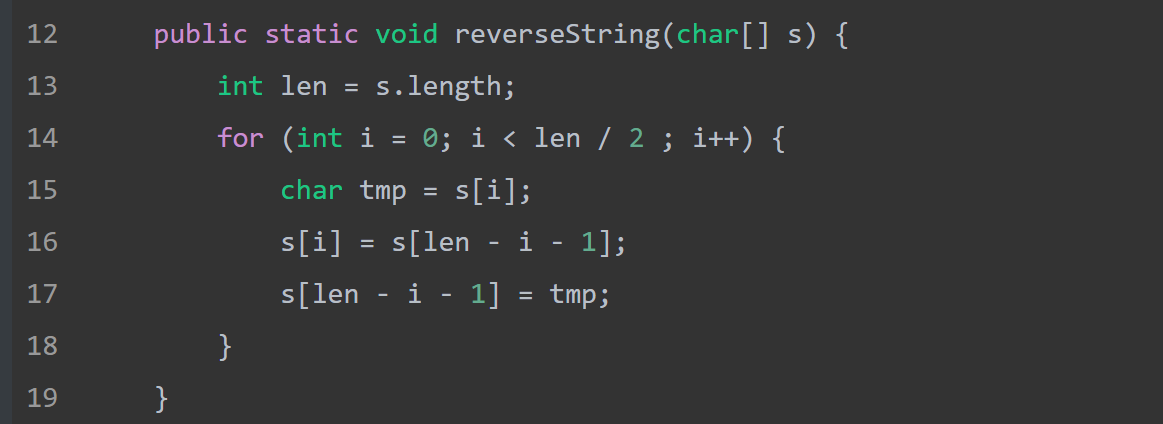 12 public static void reverseString(char[] s) {
13 int len = s.length;
14 for (int i = 0; i < len / 2 ; i++) {
15 char tmp = s[i];
16 s[i] = s[len - i - 1];
17 s[len - i - 1] = tmp;
18 }
19 }